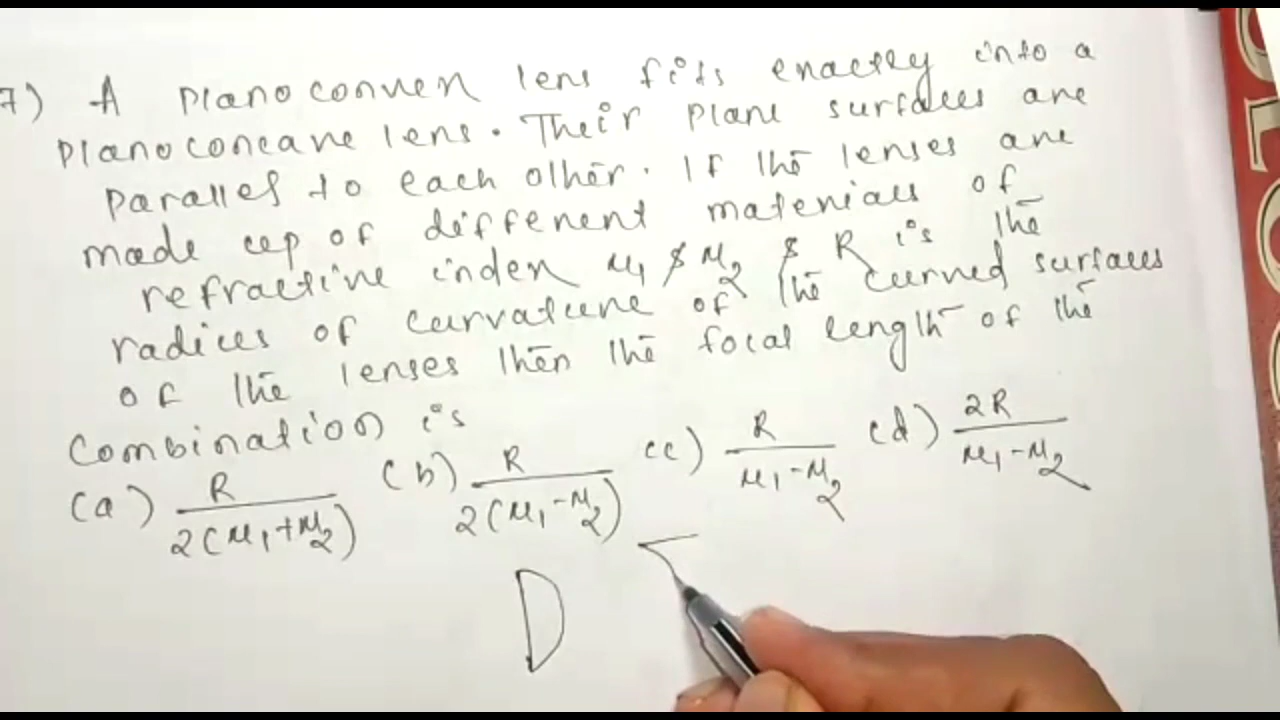 7) A planoconvex lens fits exactly into a
planoconcave lens. Their plane surfaces are
parallel to each other. If the lenses are
made up of different materials of
refractive index μ₁ & μ₂ & R is the
radices of curvature of the curved surfaces
of the lenses then the focal length of the
combination is
(a) R/2(μ₁+μ₂) (b) R/2(μ₁-μ₂) (c) R/μ₁-μ₂ (d) 2R/μ₁-μ₂